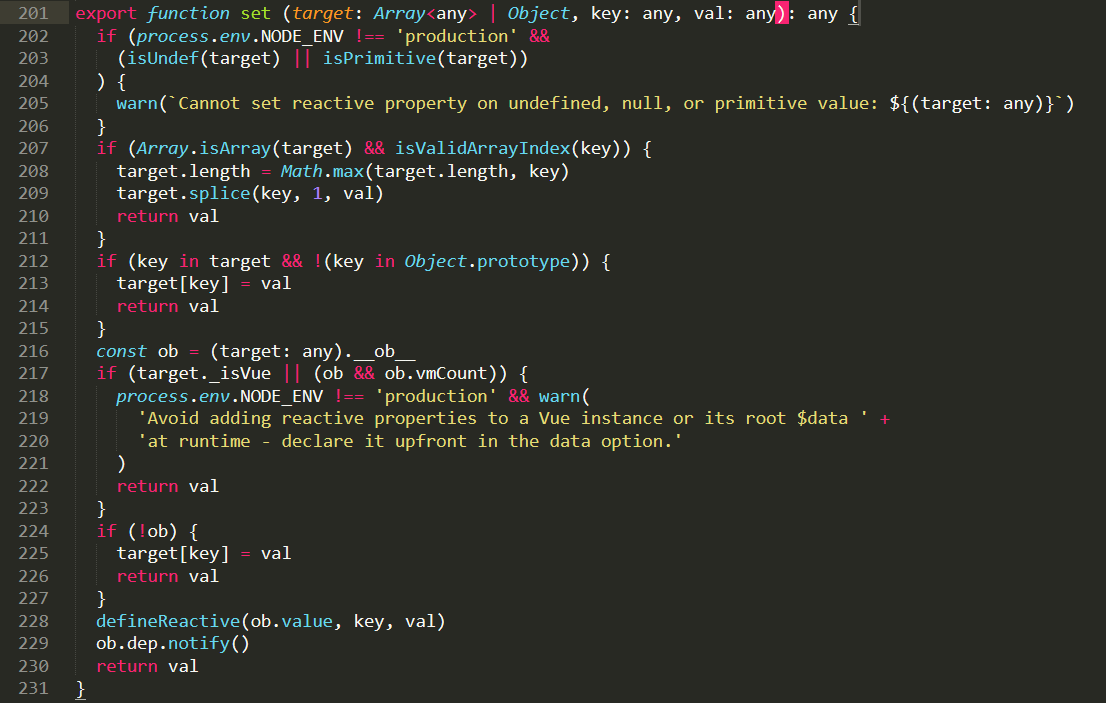 201 export function set (target: Array<any> | Object, key: any, val: any): any {
202   if (process.env.NODE_ENV !== 'production' &&
203     (isUndef(target) || isPrimitive(target))
204   ) {
205     warn(`Cannot set reactive property on undefined, null, or primitive value: ${(target: any)}`)
206   }
207   if (Array.isArray(target) && isValidArrayIndex(key)) {
208     target.length = Math.max(target.length, key)
209     target.splice(key, 1, val)
210     return val
211   }
212   if (key in target && !(key in Object.prototype)) {
213     target[key] = val
214     return val
215   }
216   const ob = (target: any).__ob__
217   if (target._isVue || (ob && ob.vmCount)) {
218     process.env.NODE_ENV !== 'production' && warn(
219       'Avoid adding reactive properties to a Vue instance or its root $data ' +
220       'at runtime - declare it upfront in the data option.'
221     )
222     return val
223   }
224   if (!ob) {
225     target[key] = val
226     return val
227   }
228   defineReactive(ob.value, key, val)
229   ob.dep.notify()
230   return val
231 }